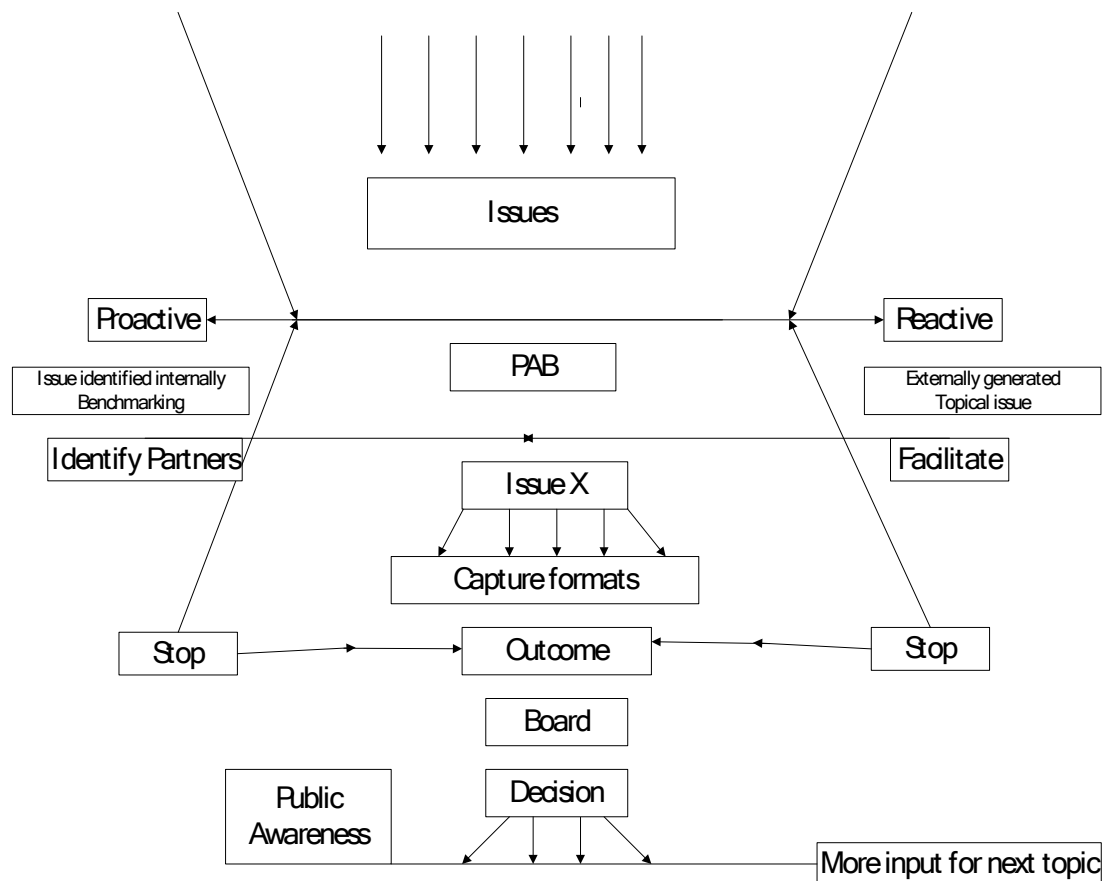 Issues
Proactive
Reactive
PAB
Issue identified internally
Benchmarking
Externally generated
Topical issue
Identify Partners
Facilitate
Issue X
Capture formats
Stop
Outcome
Stop
Board
Public
Awareness
Decision
More input for next topic